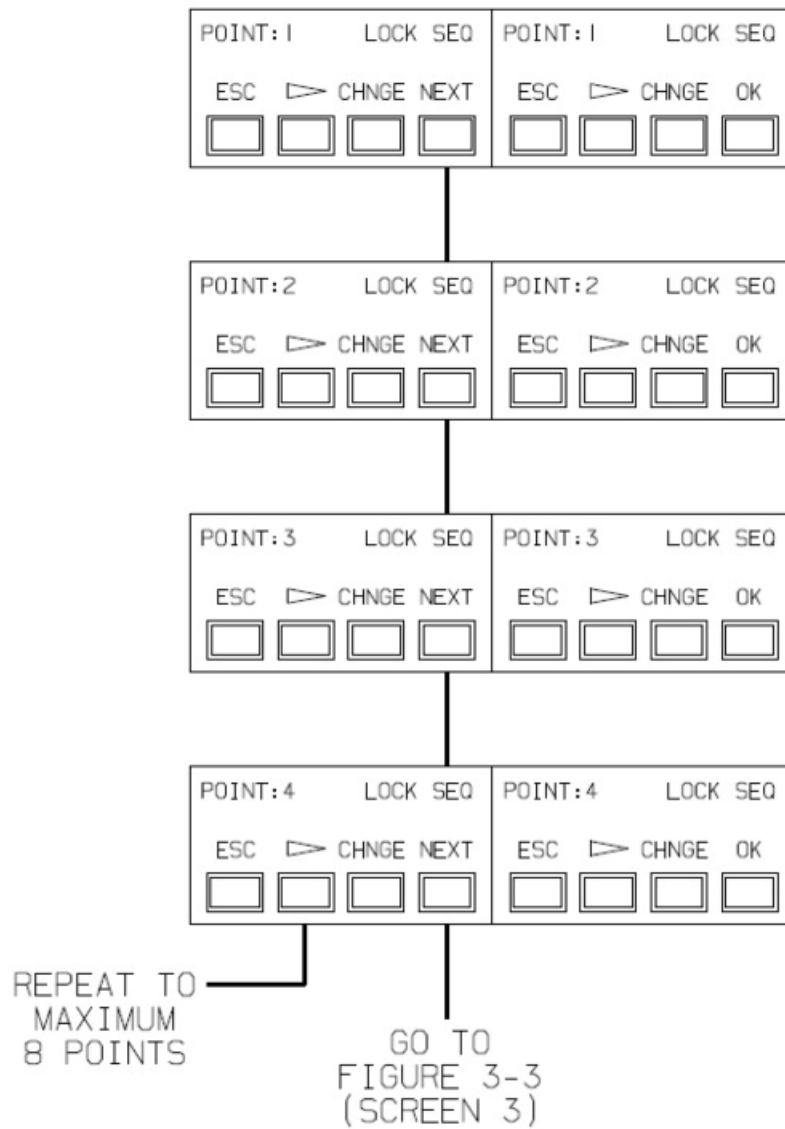 POINT:1 LOCK SEQ POINT:1 LOCK SEQ
ESC CHNGE NEXT ESC CHNGE OK
POINT:2 LOCK SEQ POINT:2 LOCK SEQ
ESC CHNGE NEXT ESC CHNGE OK
POINT:3 LOCK SEQ POINT:3 LOCK SEQ
ESC CHNGE NEXT ESC CHNGE OK
POINT:4 LOCK SEQ POINT:4 LOCK SEQ
ESC CHNGE NEXT ESC CHNGE OK
REPEAT TO
MAXIMUM
8 POINTS
GO TO
FIGURE 3-3
(SCREEN 3)